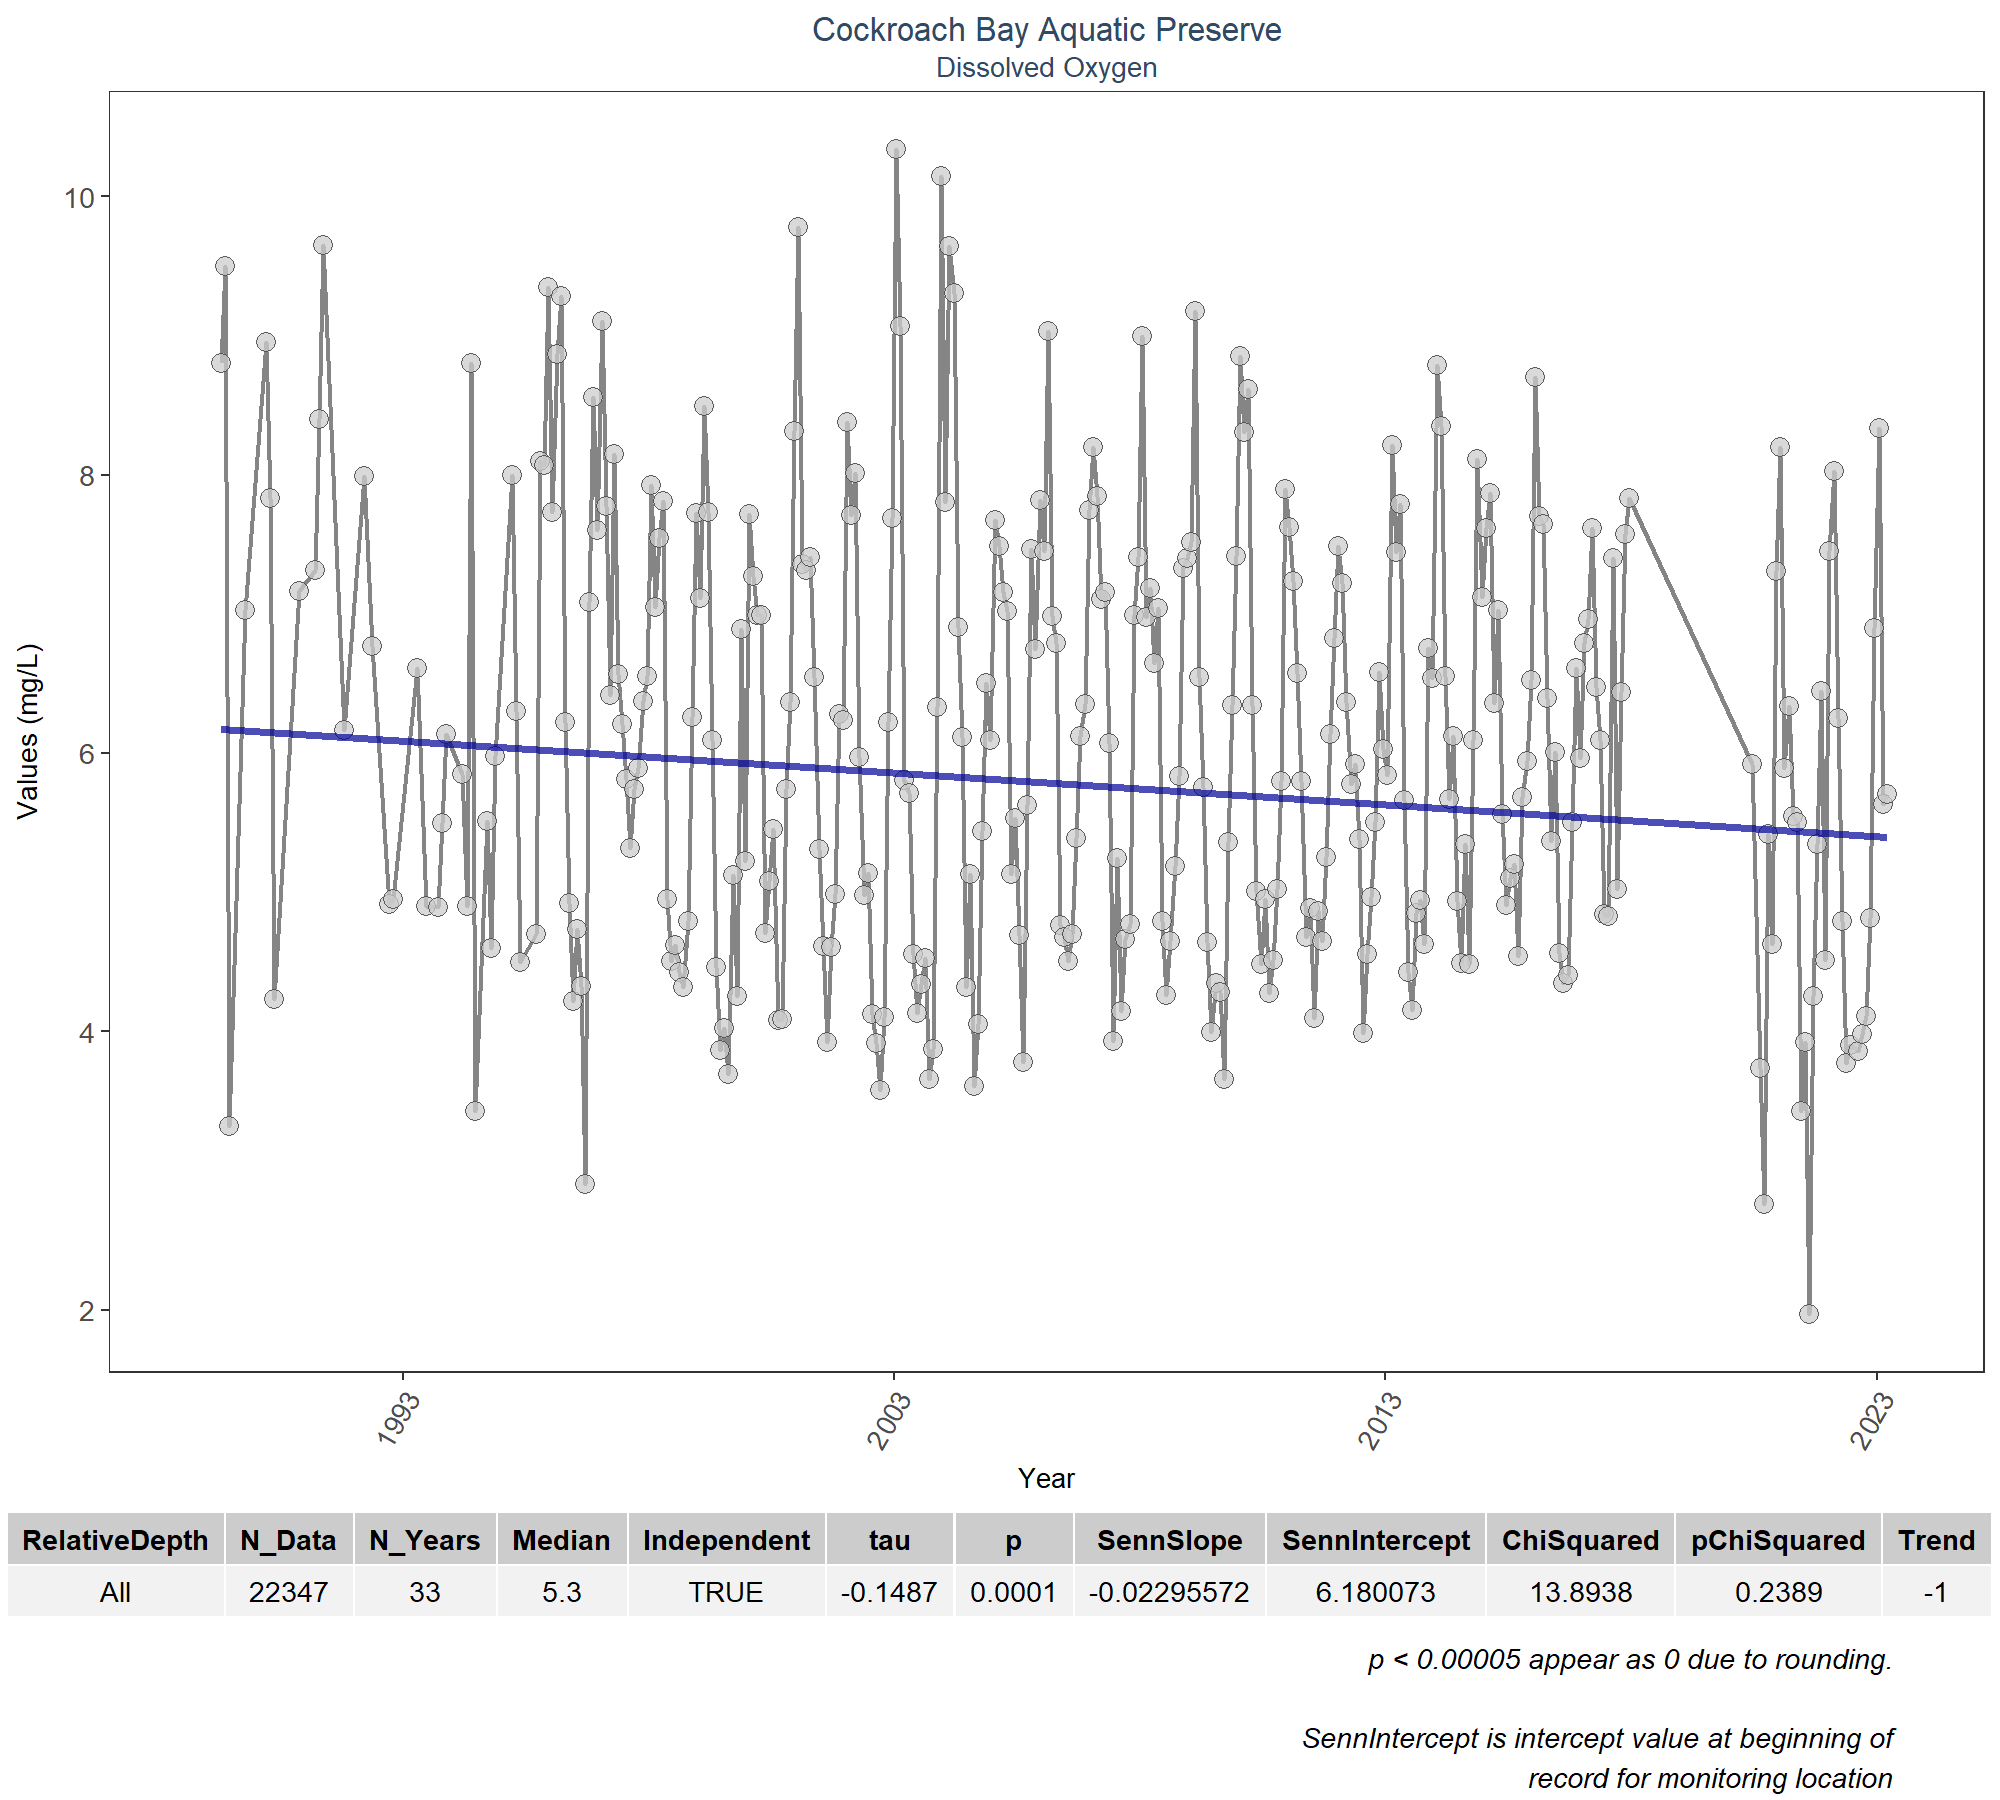 Cockroach Bay Aquatic Preserve
Dissolved Oxygen
Values (mg/L)
10
8
6
4
2
1993
2003
2013
2023
Year
RelativeDepth N_Data N_Years Median Independent tau p SennSlope SennIntercept ChiSquared pChiSquared Trend
All 22347 33 5.3 TRUE -0.1487 0.0001 -0.02295572 6.180073 13.8938 0.2389 -1
p < 0.00005 appear as 0 due to rounding.
SennIntercept is intercept value at beginning of
record for monitoring location